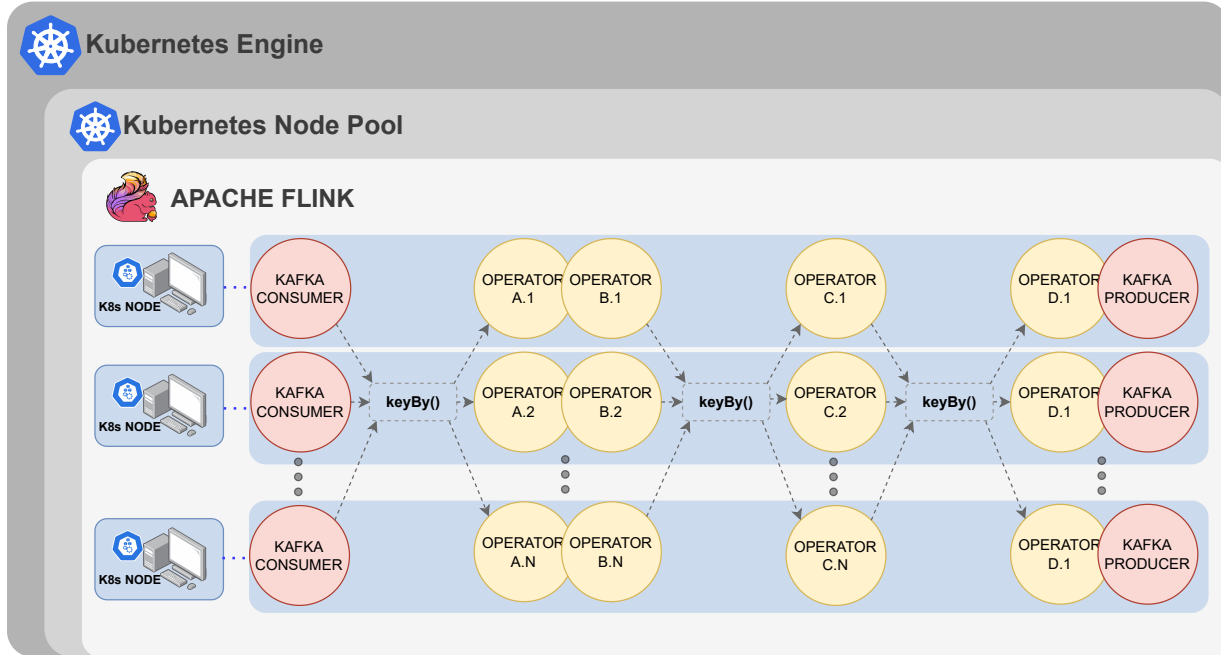 Kubernetes Engine
Kubernetes Node Pool
APACHE FLINK
K8s NODE
KAFKA
CONSUMER
OPERATOR
A.1
OPERATOR
B.1
OPERATOR
C.1
OPERATOR
D.1
KAFKA
PRODUCER
K8s NODE
KAFKA
CONSUMER
keyBy()
OPERATOR
A.2
OPERATOR
B.2
keyBy()
OPERATOR
C.2
keyBy()
OPERATOR
D.1
KAFKA
PRODUCER
K8s NODE
KAFKA
CONSUMER
OPERATOR
A.N
OPERATOR
B.N
OPERATOR
C.N
OPERATOR
D.1
KAFKA
PRODUCER